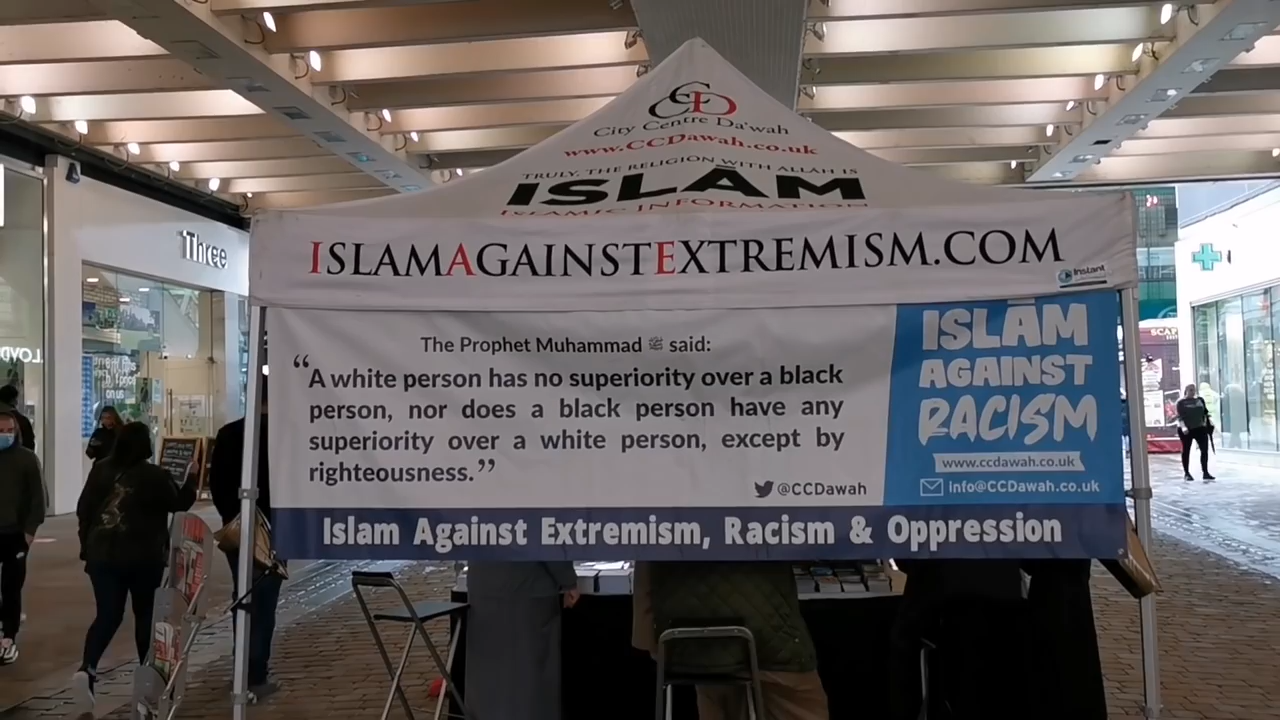 CCD
City Centre Da'wah
www.CCDawah.co.uk
TRULY, THE RELIGION WITH ALLAH IS
ISLĀM
ISLAMIC INFORMATION
ISLAMAGAINSTEXTREMISM.COM
Instant
Three
The Prophet Muhammad ﷺ said:
“A white person has no superiority over a black
person, nor does a black person have any
superiority over a white person, except by
righteousness.”
@CCDawah
ISLĀM
AGAINST
RACISM
www.ccdawah.co.uk
info@CCDawah.co.uk
Islam Against Extremism, Racism & Oppression